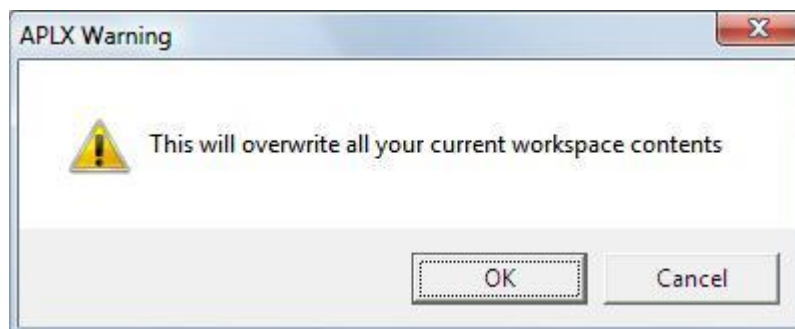 APLX Warning
This will overwrite all your current workspace contents
OK
Cancel